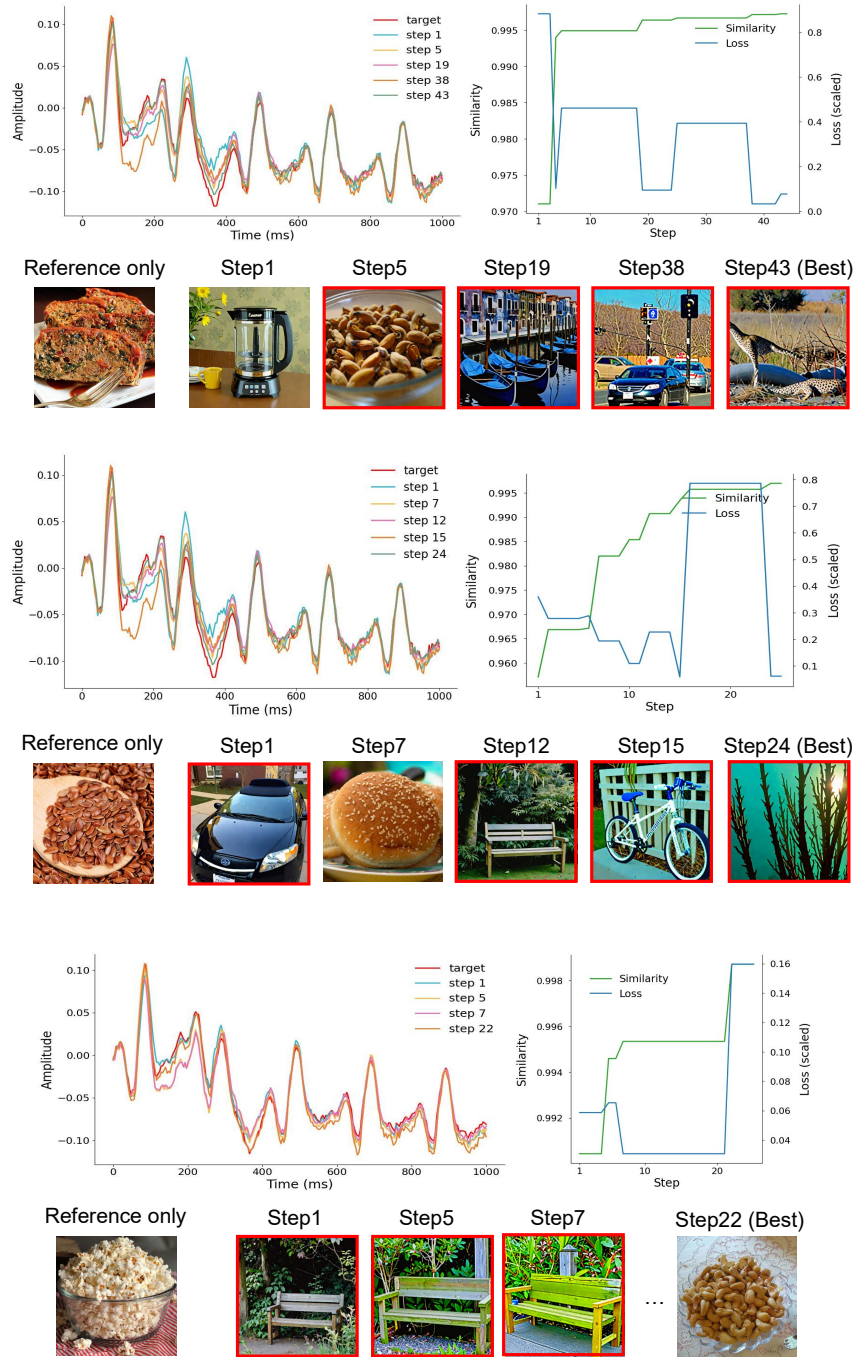 0.10
0.05
0.00
−0.05
−0.10
Amplitude
0 200 400 600 800 1000
Time (ms)
target
step 1
step 5
step 19
step 38
step 43
0.995
0.990
0.985
0.980
0.975
0.970
Similarity
Similarity
Loss
0.8
0.6
0.4
0.2
0.0
Loss (scaled)
1 10 20 30 40
Step
Reference only Step1 Step5 Step19 Step38 Step43 (Best)
0.10
0.05
0.00
−0.05
−0.10
Amplitude
0 200 400 600 800 1000
Time (ms)
target
step 1
step 7
step 12
step 15
step 24
0.995
0.990
0.985
0.980
0.975
0.970
0.965
0.960
Similarity
Similarity
Loss
0.8
0.7
0.6
0.5
0.4
0.3
0.2
0.1
Loss (scaled)
1 10 20
Step
Reference only Step1 Step7 Step12 Step15 Step24 (Best)
0.10
0.05
0.00
−0.05
−0.10
Amplitude
0 200 400 600 800 1000
Time (ms)
target
step 1
step 5
step 7
step 22
0.998
0.996
0.994
0.992
Similarity
Similarity
Loss
0.16
0.14
0.12
0.10
0.08
0.06
0.04
Loss (scaled)
1 10 20
Step
Reference only Step1 Step5 Step7 Step22 (Best)
...